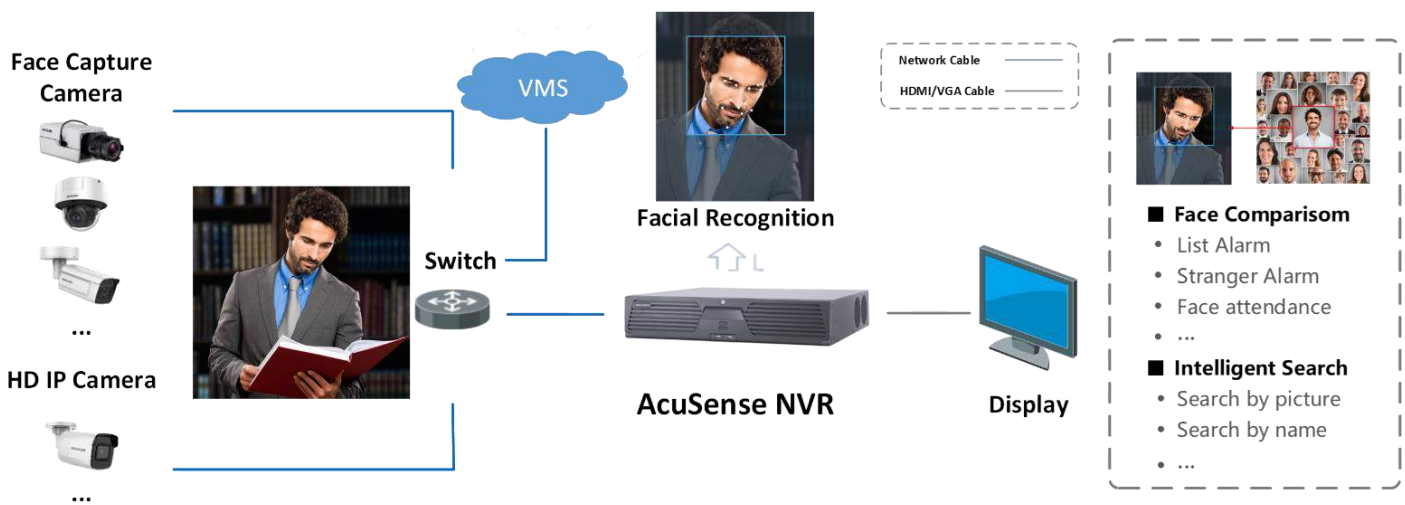 Face Capture
Camera
...
HD IP Camera
...
VMS
Switch
Facial Recognition
AcuSense NVR
Display
Network Cable
HDMI/VGA Cable
■ Face Comparisom
• List Alarm
• Stranger Alarm
• Face attendance
• ...
■ Intelligent Search
• Search by picture
• Search by name
• ...